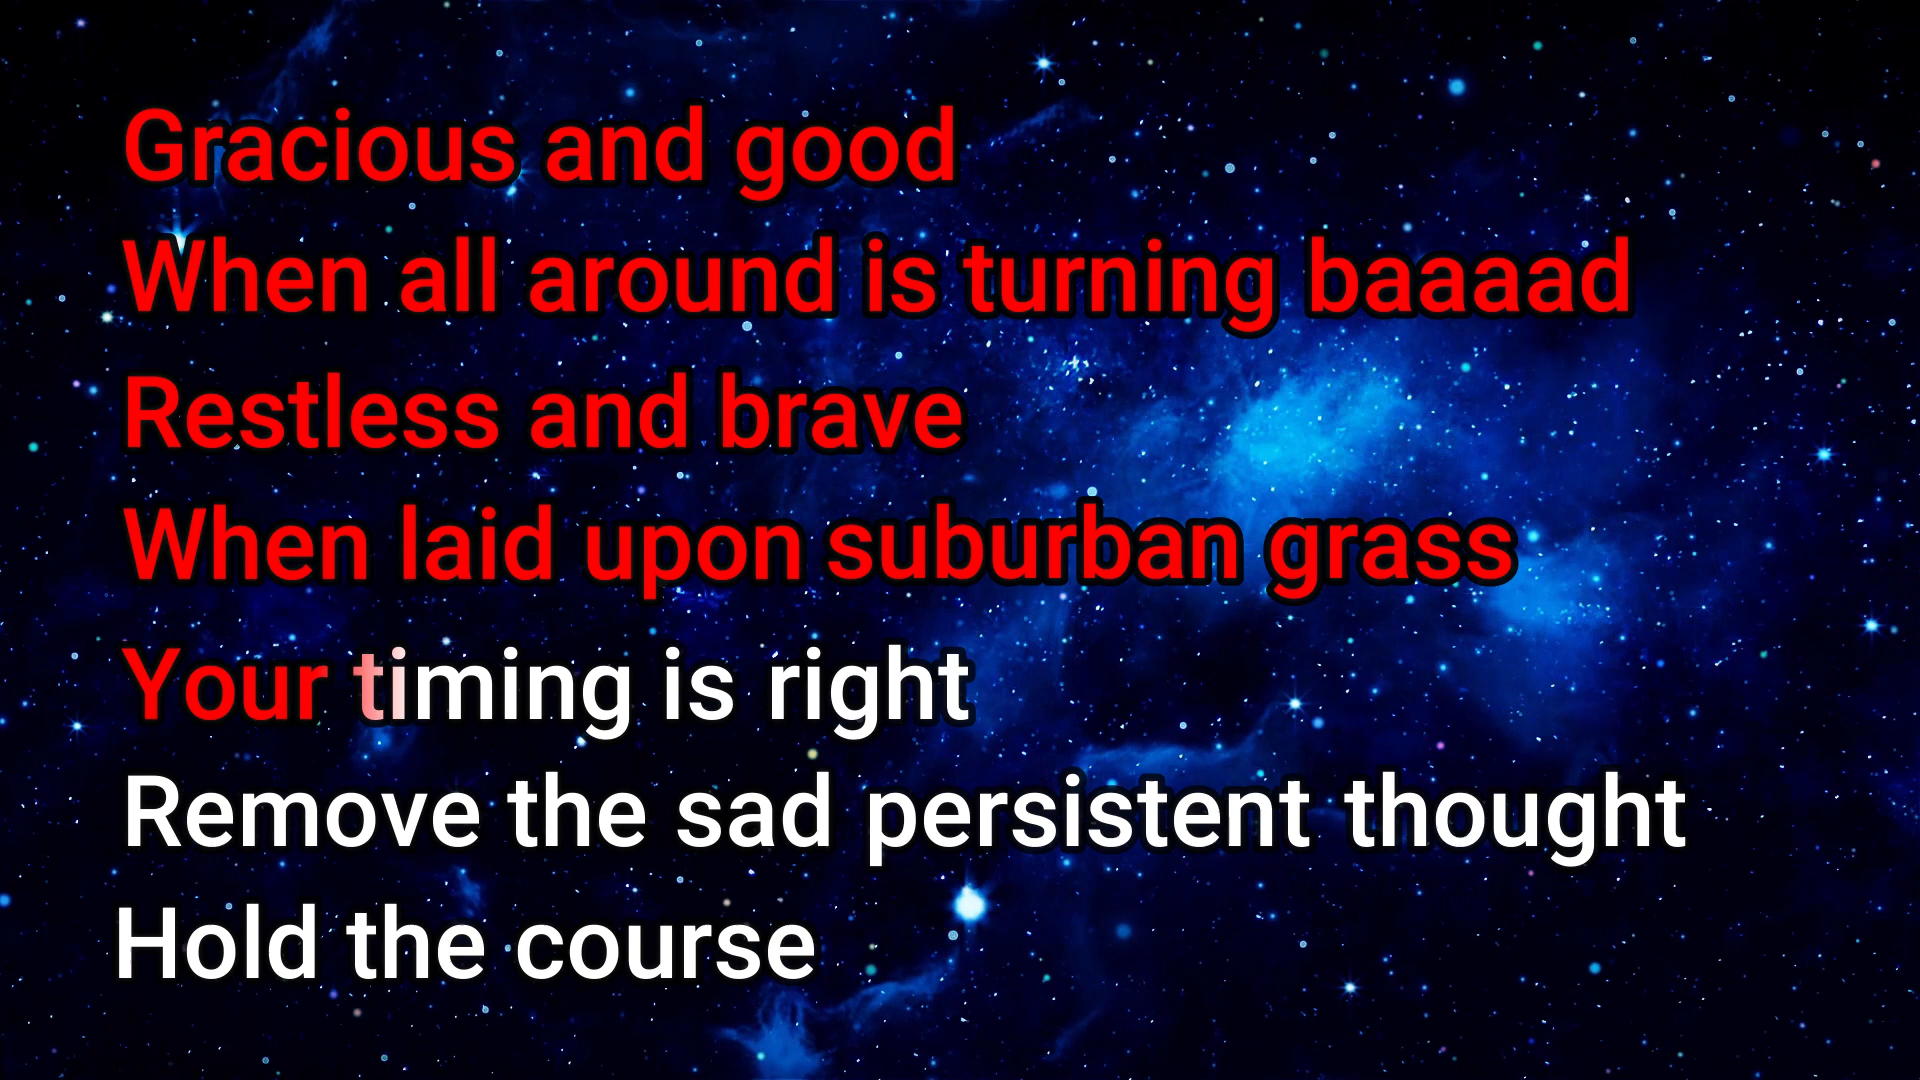 Gracious and good
When all around is turning baaaad
Restless and brave
When laid upon suburban grass
Your timing is right
Remove the sad persistent thought
Hold the course